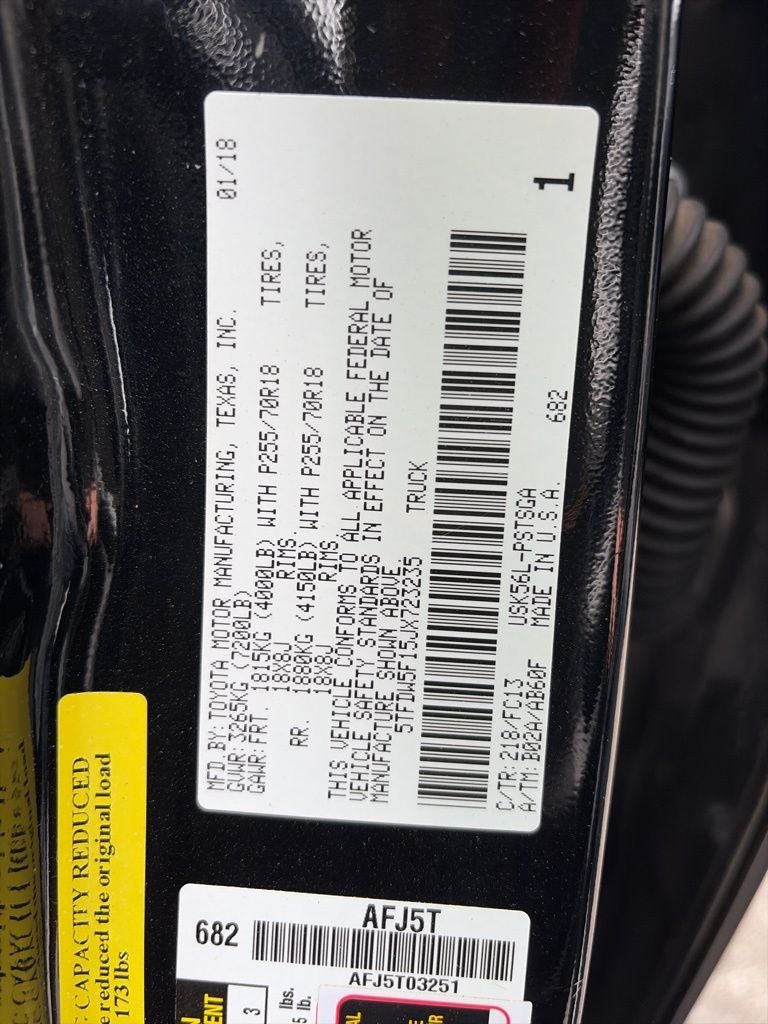 MFD.BY:TOYOTA MOTOR MANUFACTURING, TEXAS, INC. 01/18
GVWR:3265KG (7200LB)
GAWR:FRT. 1815KG (4000LB) WITH P255/70R18 TIRES,
18X8J RIMS.
RR. 1880KG (4150LB) WITH P255/70R18 TIRES,
18X8J RIMS.
THIS VEHICLE CONFORMS TO ALL APPLICABLE FEDERAL MOTOR
VEHICLE SAFETY STANDARDS IN EFFECT ON THE DATE OF
MANUFACTURE SHOWN ABOVE.
5TFDW5F15JX723235 TRUCK
C/TR:218/FC13 USK56L-PSTSGA 682
A/TM:B02A/AB60F MADE IN U.S.A.
1
CAPACITY REDUCED
e reduced the original load
173 lbs
682
AFJ5T
AFJ5T03251
3
lbs.
lb.